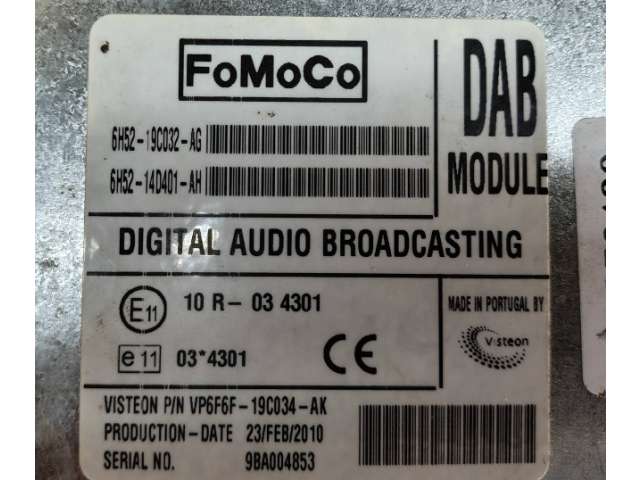 FoMoCo
DAB
MODULE
6H52-19C032-AG
6H52-14D401-AH
DIGITAL AUDIO BROADCASTING
E11 10 R- 03 4301
e 11 03*4301 CE
MADE IN PORTUGAL BY
Visteon
VISTEON P/N VP6F6F-19C034-AK
PRODUCTION-DATE 23/FEB/2010
SERIAL NO. 9BA004853